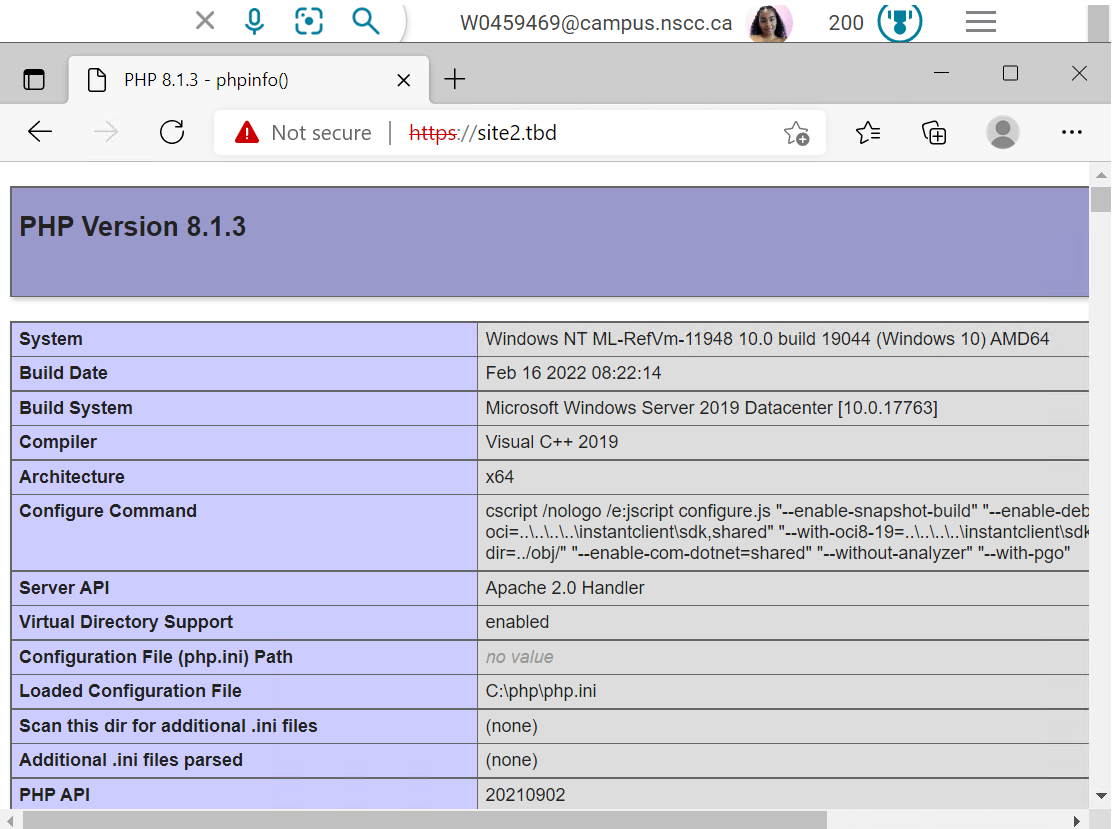 W0459469@campus.nscc.ca 200
PHP 8.1.3 - phpinfo()
Not secure | https://site2.tbd
PHP Version 8.1.3
System Windows NT ML-RefVm-11948 10.0 build 19044 (Windows 10) AMD64
Build Date Feb 16 2022 08:22:14
Build System Microsoft Windows Server 2019 Datacenter [10.0.17763]
Compiler Visual C++ 2019
Architecture x64
Configure Command cscript /nologo /e:jscript configure.js "--enable-snapshot-build" "--enable-deb
oci=..\..\..\..\instantclient\sdk,shared" "--with-oci8-19=..\..\..\..\instantclient\sdk
dir=../obj/" "--enable-com-dotnet=shared" "--without-analyzer" "--with-pgo"
Server API Apache 2.0 Handler
Virtual Directory Support enabled
Configuration File (php.ini) Path no value
Loaded Configuration File C:\php\php.ini
Scan this dir for additional .ini files (none)
Additional .ini files parsed (none)
PHP API 20210902